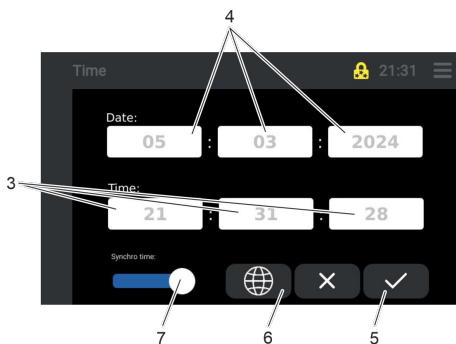 4
Time 21:31
Date:
05 : 03 : 2024
3
Time:
21 : 31 : 28
Synchro time:
7 6 5